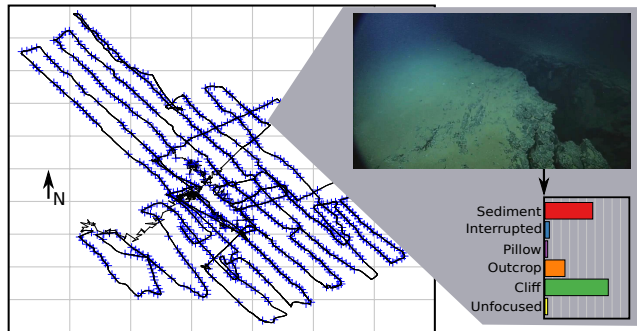 N
Sediment
Interrupted
Pillow
Outcrop
Cliff
Unfocused